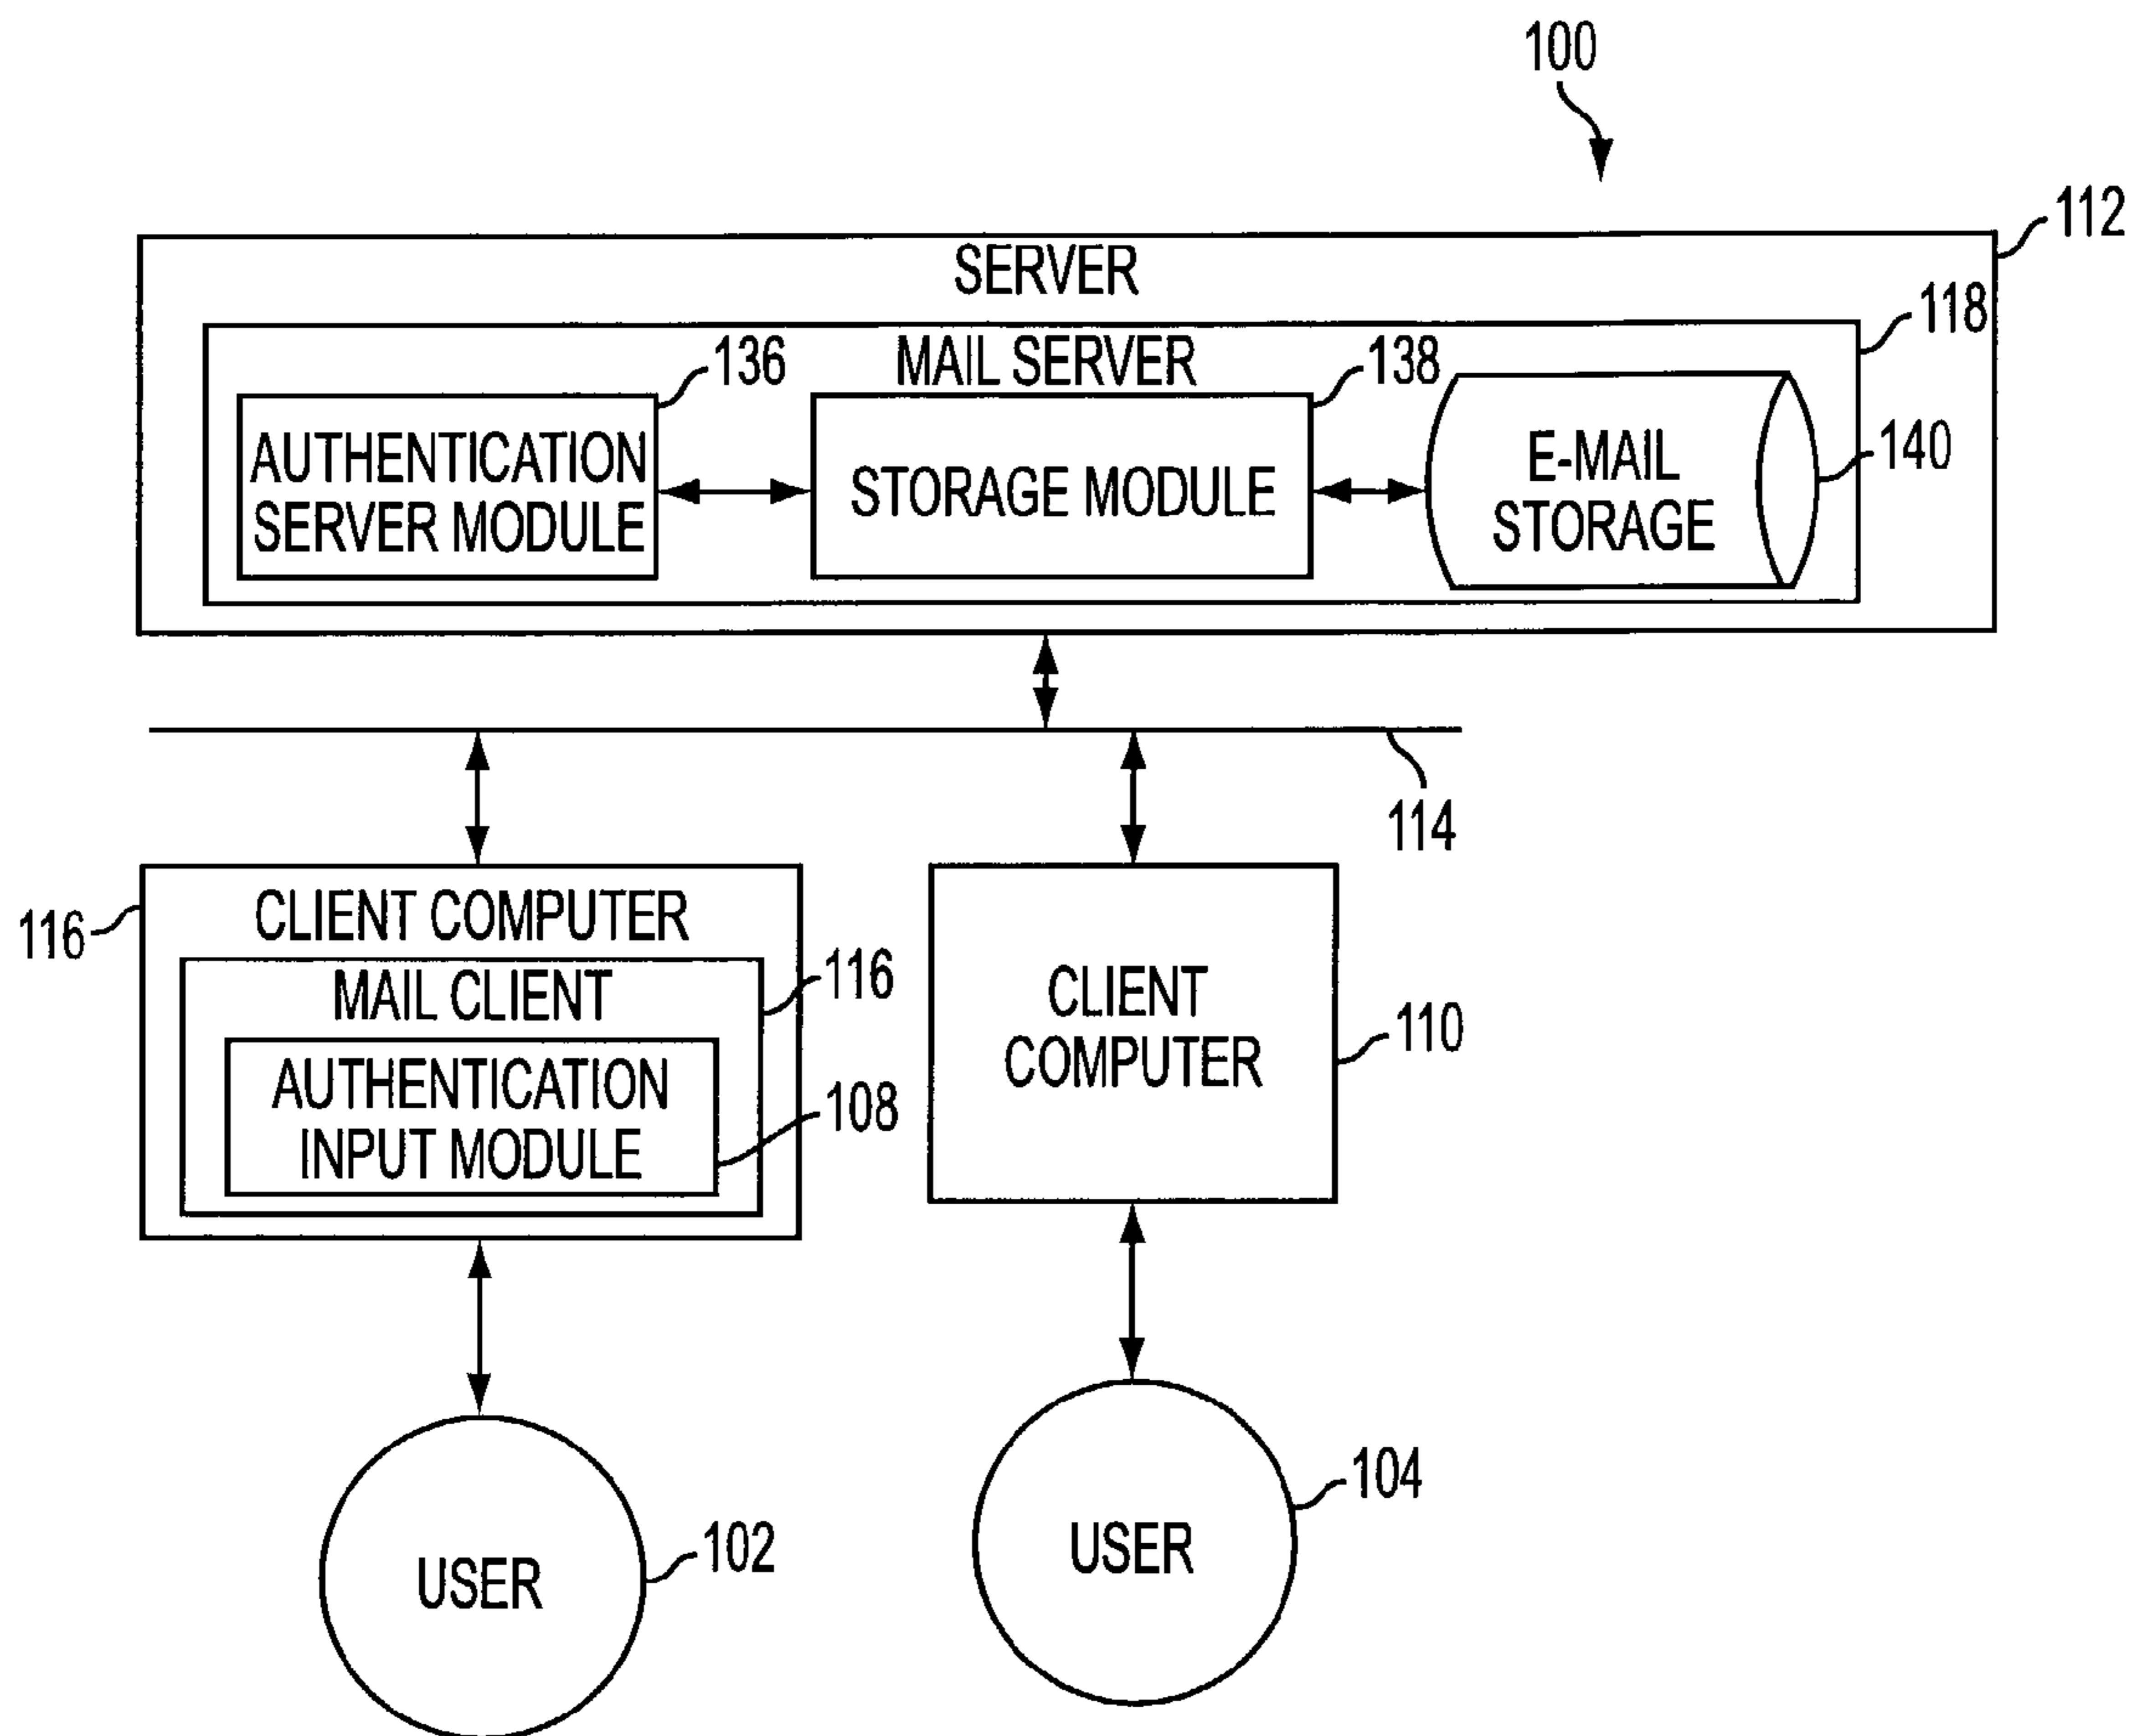 100
112
SERVER
118
MAIL SERVER
136
138
140
AUTHENTICATION
SERVER MODULE
STORAGE MODULE
E-MAIL
STORAGE
114
116
CLIENT COMPUTER
116
MAIL CLIENT
AUTHENTICATION
INPUT MODULE
108
CLIENT
COMPUTER
110
USER
102
USER
104